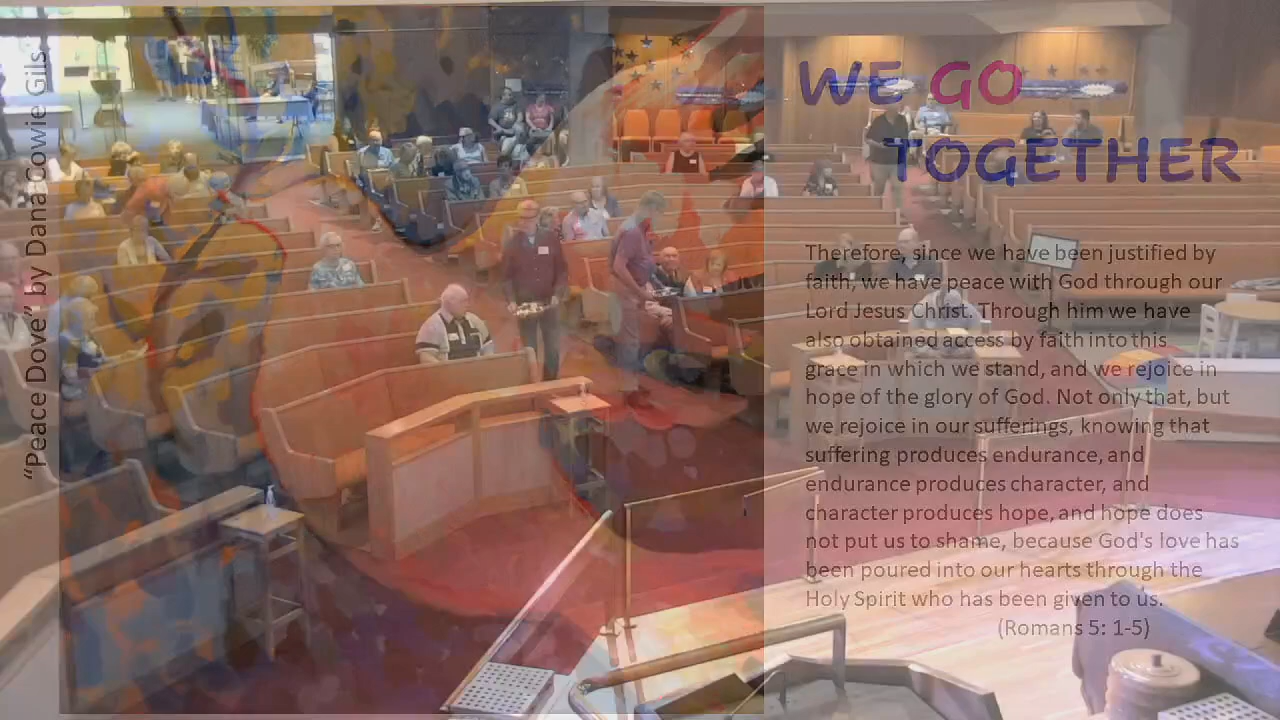 "Peace Dove" by Dana Cowie Gils
WE GO
TOGETHER
Therefore, since we have been justified by
faith, we have peace with God through our
Lord Jesus Christ. Through him we have
also obtained access by faith into this
grace in which we stand, and we rejoice in
hope of the glory of God. Not only that, but
we rejoice in our sufferings, knowing that
suffering produces endurance, and
endurance produces character, and
character produces hope, and hope does
not put us to shame, because God's love has
been poured into our hearts through the
Holy Spirit who has been given to us.
(Romans 5: 1-5)